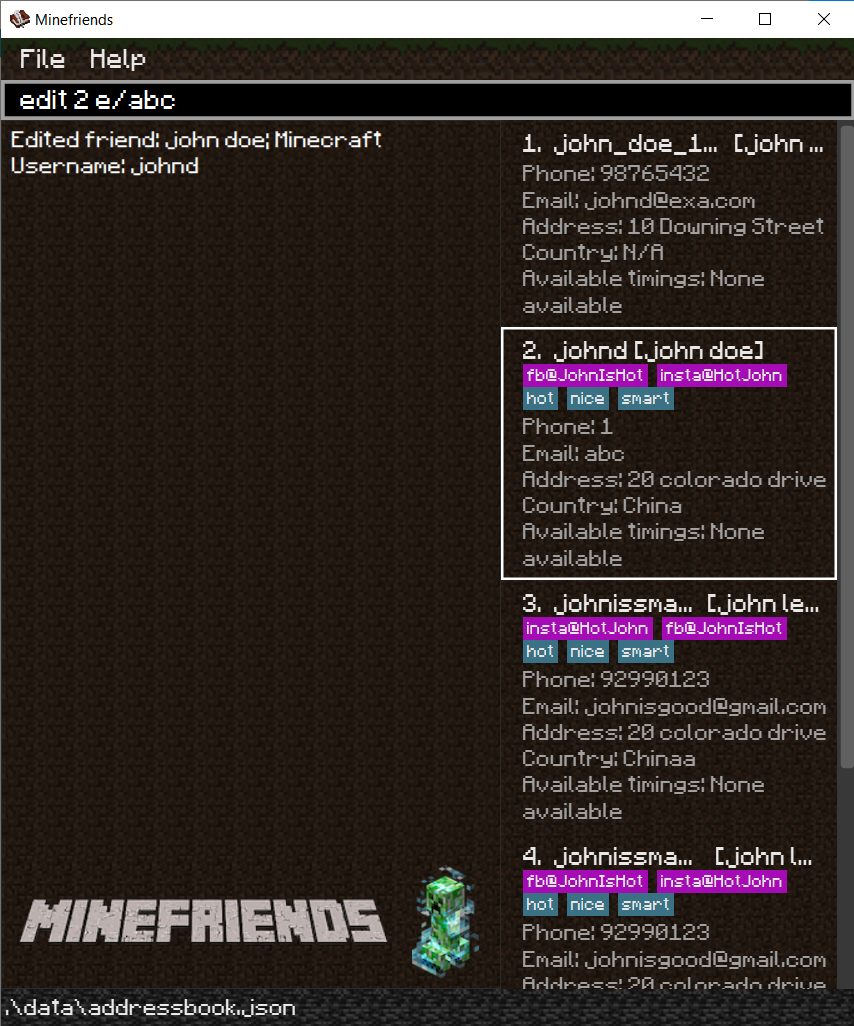 Minefriends
File Help
edit 2 e/abc
Edited friend: john doe; Minecraft
Username: johnd
1. john_doe_1... [john ...
Phone: 98765432
Email: johnd@exa.com
Address: 10 Downing Street
Country: N/A
Available timings: None
available
2. johnd [john doe]
fb@JohnIsHot insta@HotJohn
hot nice smart
Phone: 1
Email: abc
Address: 20 colorado drive
Country: China
Available timings: None
available
3. johnissma... [john le...
insta@HotJohn fb@JohnIsHot
hot nice smart
Phone: 92990123
Email: johnisgood@gmail.com
Address: 20 colorado drive
Country: Chinaa
Available timings: None
available
4. johnissma... [john l...
fb@JohnIsHot insta@HotJohn
hot nice smart
Phone: 92990123
Email: johnisgood@gmail.com
Address: 20 colorado drive
MINEFRIENDS
.\data\addressbook.json